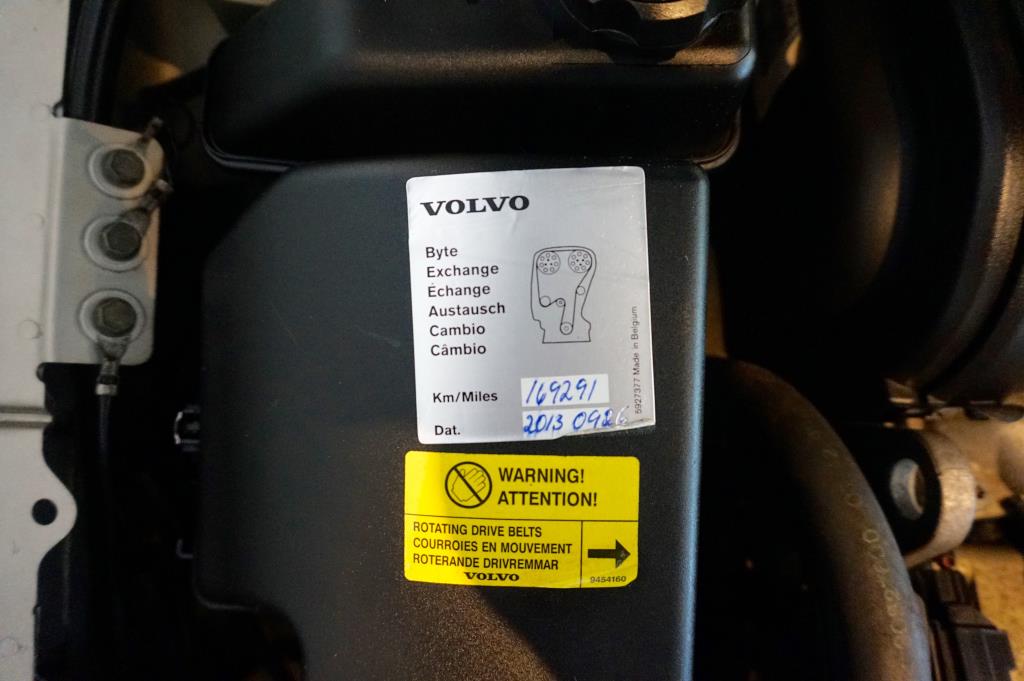 VOLVO
Byte
Exchange
Échange
Austausch
Cambio
Câmbio
Km/Miles 169291
Dat. 2013 0926
5927377 Made in Belgium
WARNING!
ATTENTION!
ROTATING DRIVE BELTS
COURROIES EN MOUVEMENT
ROTERANDE DRIVREMMAR
VOLVO
9454160